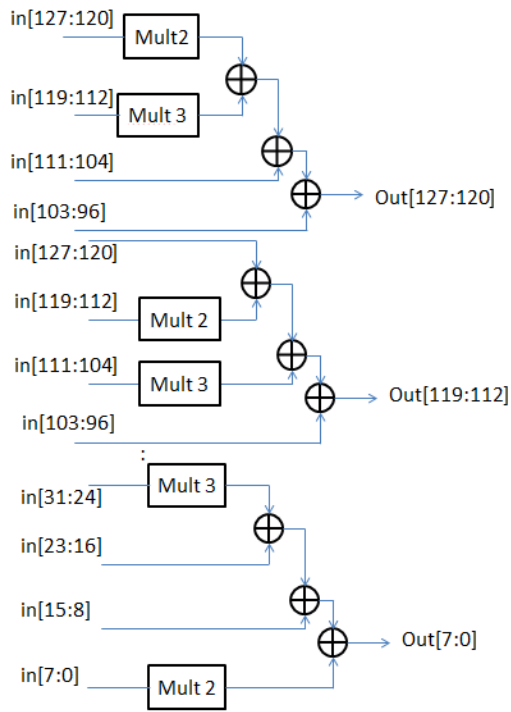 in[127:120]
Mult2
in[119:112]
Mult 3
in[111:104]
Out[127:120]
in[103:96]
in[127:120]
in[119:112]
Mult 2
in[111:104]
Mult 3
Out[119:112]
in[103:96]
:
Mult 3
in[31:24]
in[23:16]
in[15:8]
Out[7:0]
in[7:0]
Mult 2